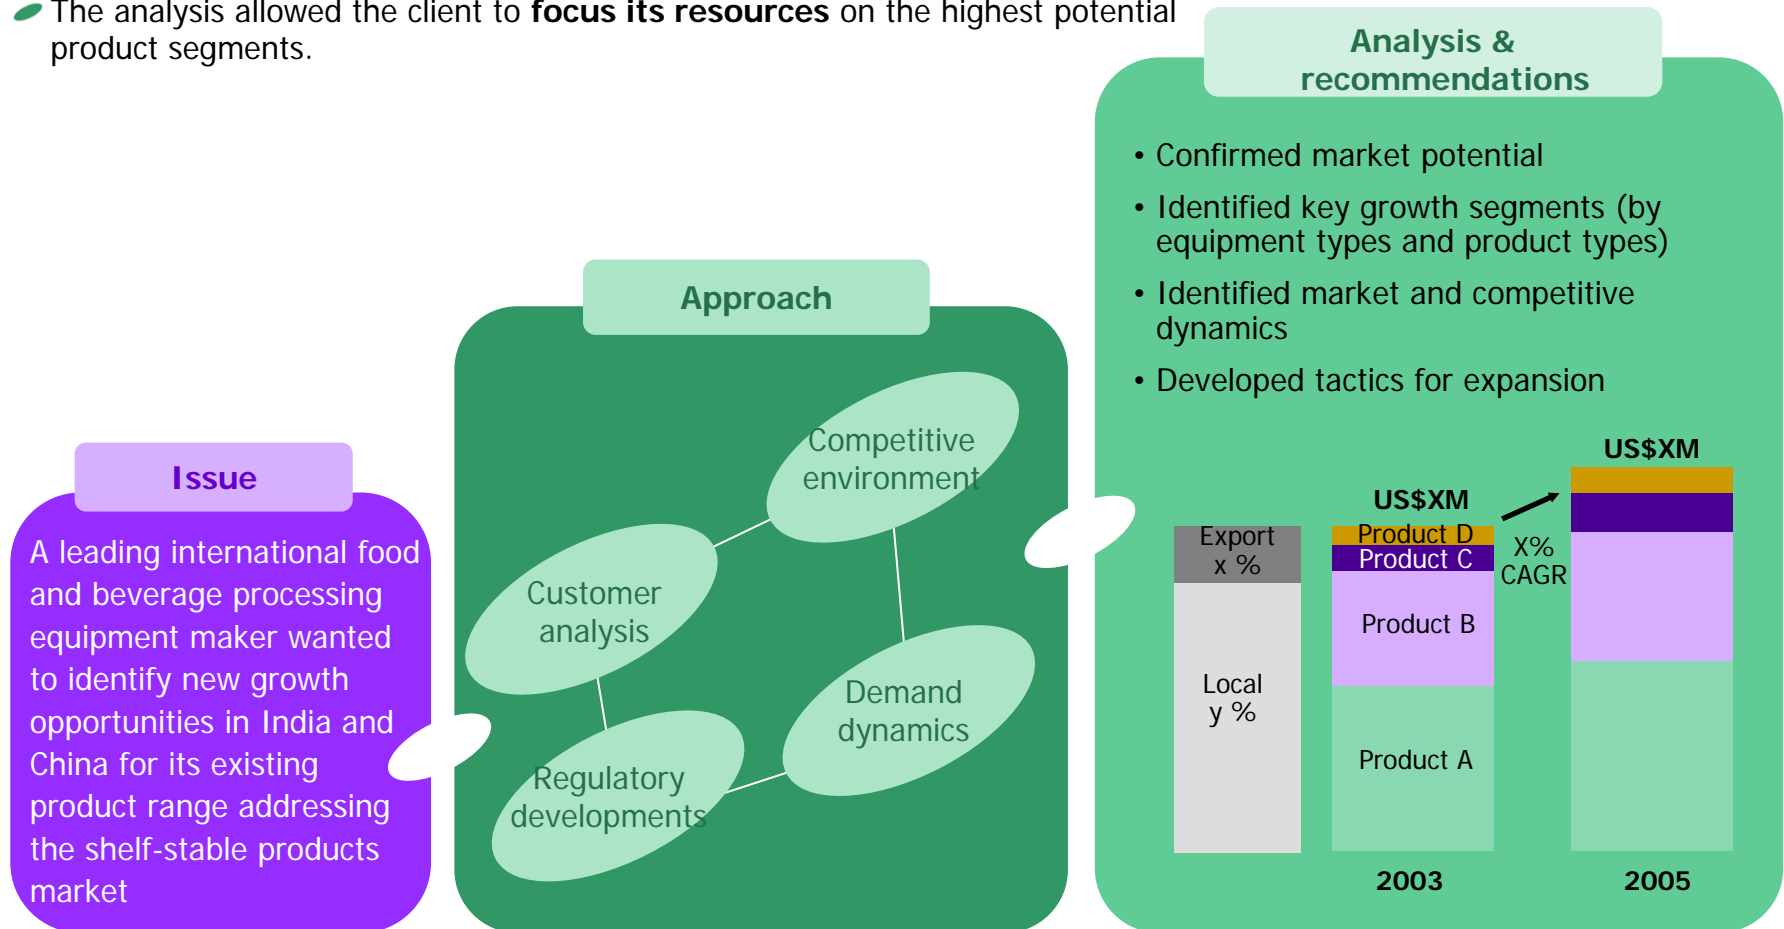 The analysis allowed the client to focus its resources on the highest potential
product segments.
Issue
A leading international food
and beverage processing
equipment maker wanted
to identify new growth
opportunities in India and
China for its existing
product range addressing
the shelf-stable products
market
Approach
Competitive
environment
Customer
analysis
Demand
dynamics
Regulatory
developments
Analysis &
recommendations
• Confirmed market potential
• Identified key growth segments (by
equipment types and product types)
• Identified market and competitive
dynamics
• Developed tactics for expansion
Export
x %
Local
y %
US$XM
Product D
Product C
Product B
Product A
2003
X%
CAGR
US$XM
2005